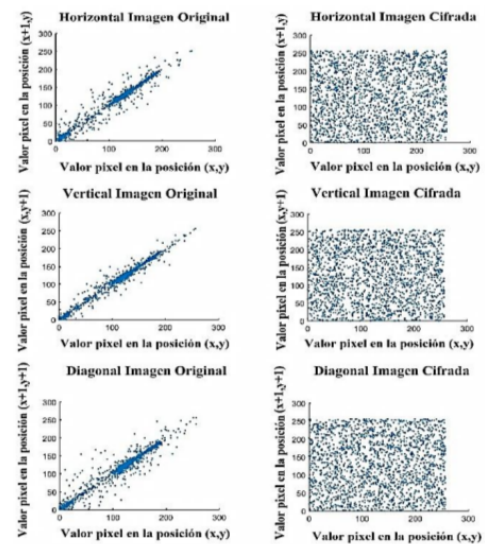 Horizontal Imagen Original
Valor pixel en la posición (x+1,y)
300
250
200
150
100
50
0
0 100 200 300
Valor pixel en la posición (x,y)
Horizontal Imagen Cifrada
Valor pixel en la posición (x+1,y)
300
250
200
150
100
50
0
0 100 200 300
Valor pixel en la posición (x,y)
Vertical Imagen Original
Valor pixel en la posición (x,y+1)
300
250
200
150
100
50
0
0 100 200 300
Valor pixel en la posición (x,y)
Vertical Imagen Cifrada
Valor pixel en la posición (x,y+1)
300
250
200
150
100
50
0
0 100 200 300
Valor pixel en la posición (x,y)
Diagonal Imagen Original
Valor pixel en la posición (x+1,y+1)
300
250
200
150
100
50
0
0 100 200 300
Valor pixel en la posición (x,y)
Diagonal Imagen Cifrada
Valor pixel en la posición (x+1,y+1)
300
250
200
150
100
50
0
0 100 200 300
Valor pixel en la posición (x,y)